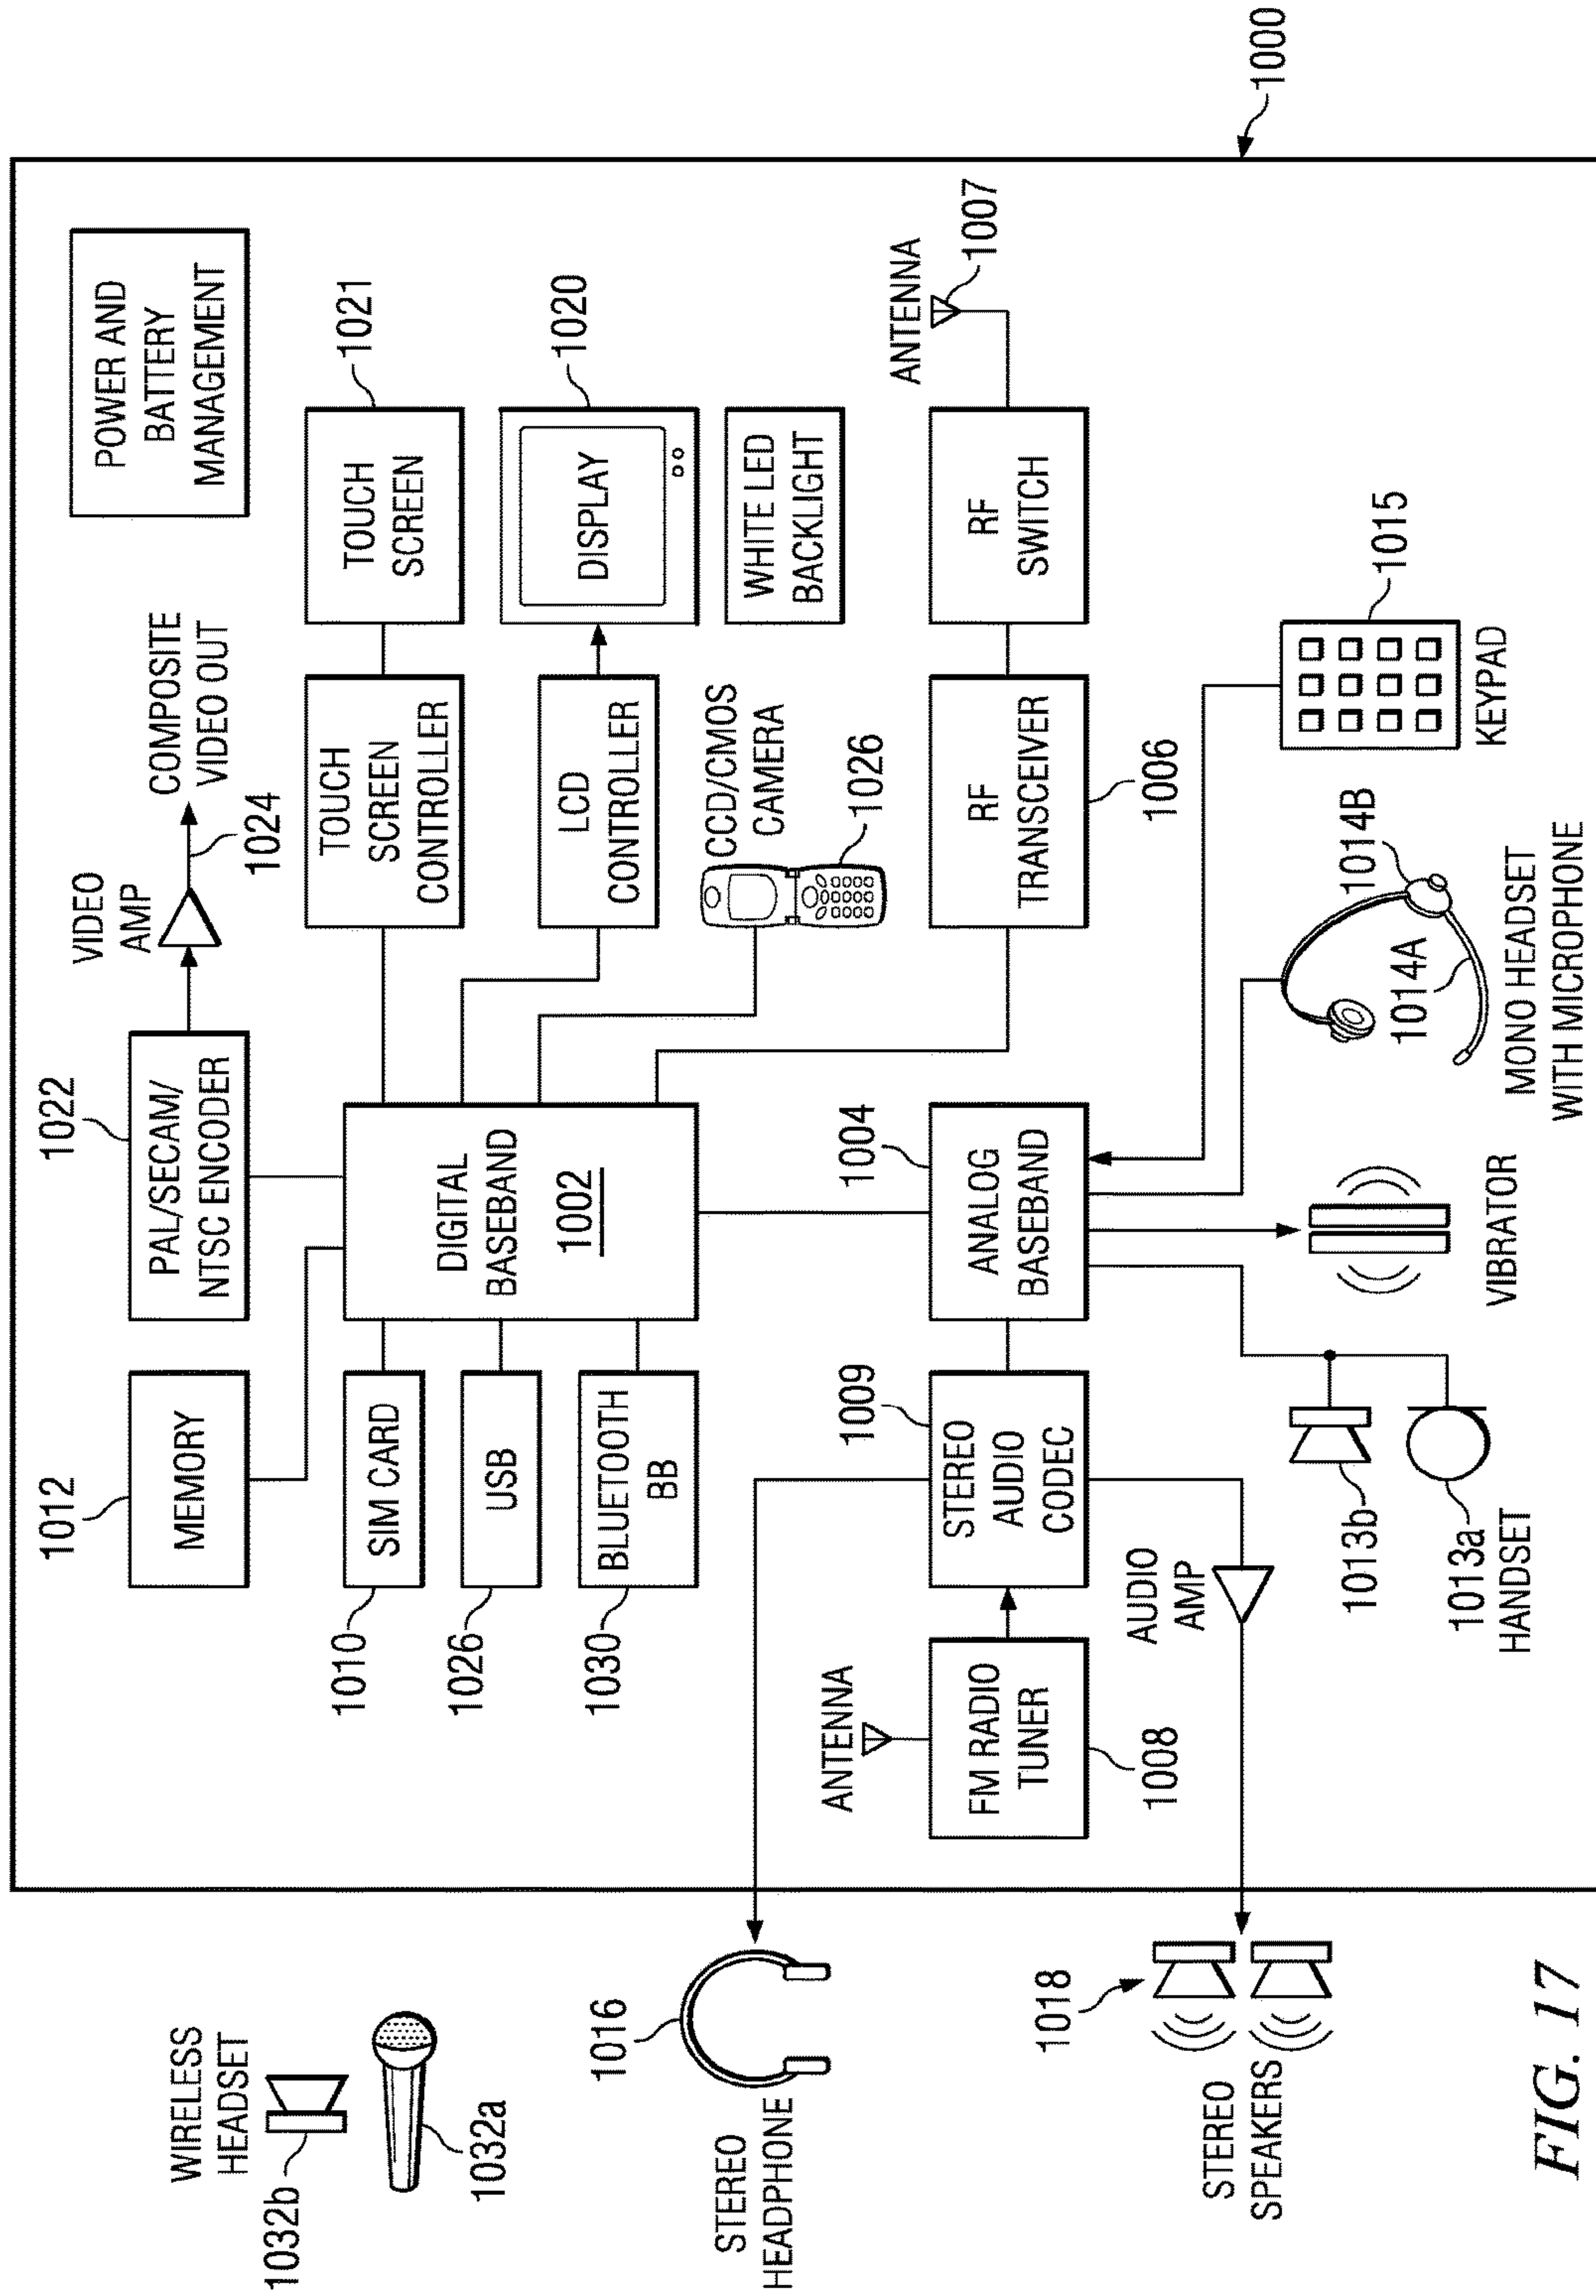 1012
MEMORY
1022
PAL/SECAM/
NTSC ENCODER
VIDEO
AMP
1024
COMPOSITE
VIDEO OUT
POWER AND
BATTERY
MANAGEMENT
WIRELESS
HEADSET
1032b
1032a
1010
SIM CARD
1026
USB
1030
BLUETOOTH
BB
DIGITAL
BASEBAND
1002
TOUCH
SCREEN
CONTROLLER
TOUCH
SCREEN
1021
LCD
CONTROLLER
DISPLAY
1020
CCD/CMOS
CAMERA
1026
WHITE LED
BACKLIGHT
1016
STEREO
HEADPHONE
ANTENNA
FM RADIO
TUNER
1008
1009
STEREO
AUDIO
CODEC
1004
ANALOG
BASEBAND
RF
TRANSCEIVER
1006
RF
SWITCH
ANTENNA
1007
1000
AUDIO
AMP
1018
STEREO
SPEAKERS
1013b
1013a
HANDSET
VIBRATOR
1014B
1014A
MONO HEADSET
WITH MICROPHONE
1015
KEYPAD
FIG. 17